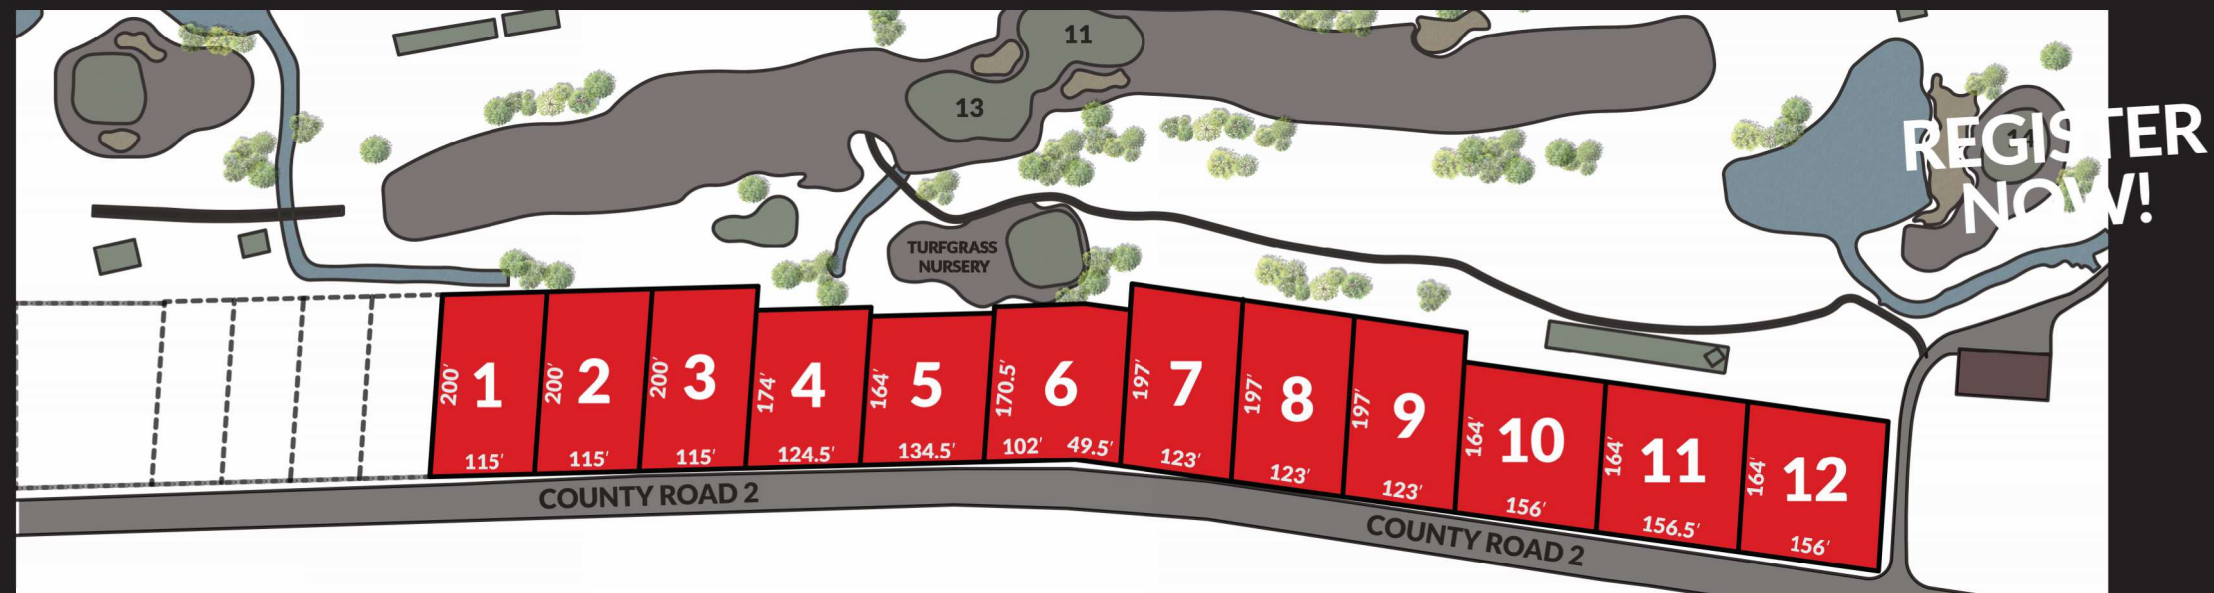 11
13
REGISTER
NOW!
TURFGRASS
NURSERY
200' 1 115'
200' 2 115'
200' 3 115'
174' 4 124.5'
164' 5 134.5'
170.5' 6 102' 49.5'
197' 7 123'
197' 8 123'
197' 9 123'
164' 10 156'
164' 11 156.5'
164' 12 156'
COUNTY ROAD 2
COUNTY ROAD 2